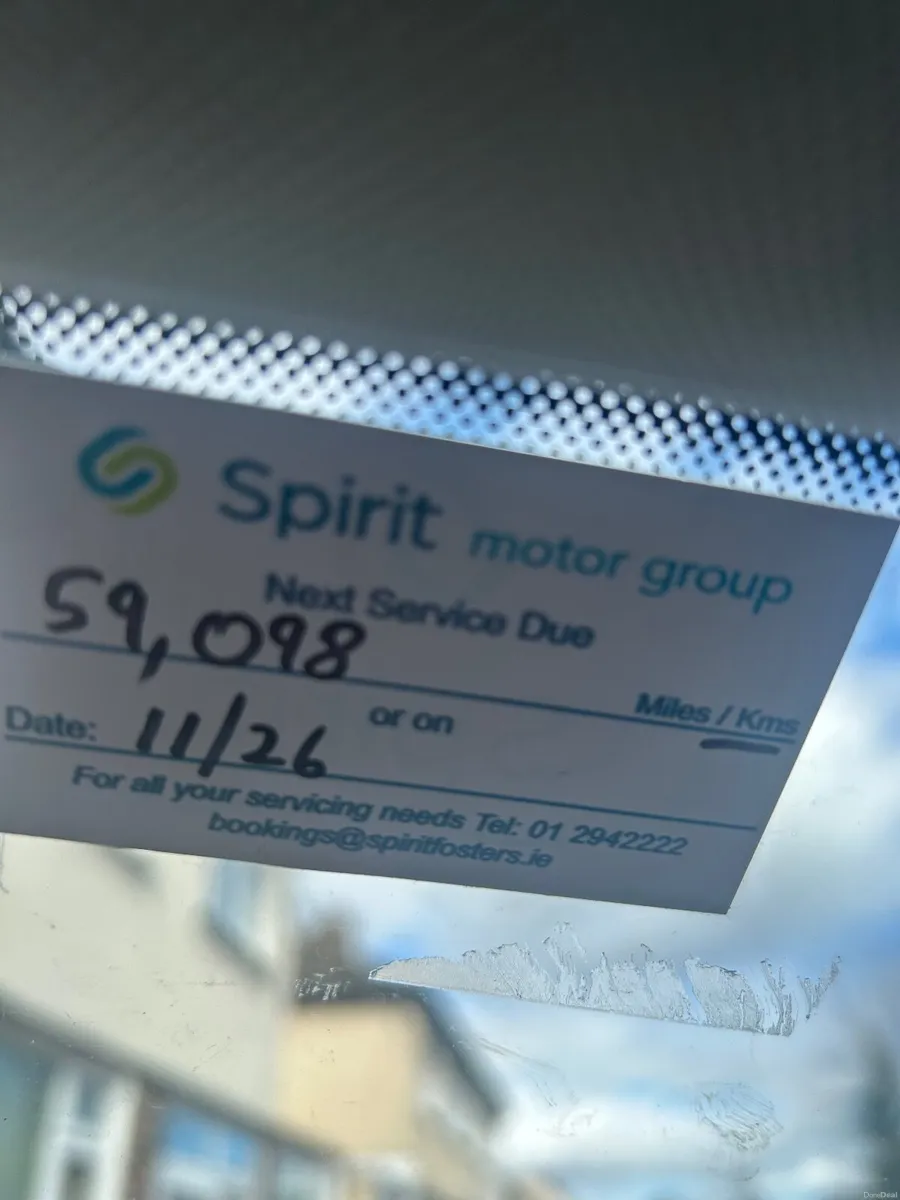 Spirit motor group
Next Service Due
59,098
Miles / Kms
or on
Date: 11/26
For all your servicing needs Tel: 01 2942222
bookings@spiritfosters.ie
DoneDeal